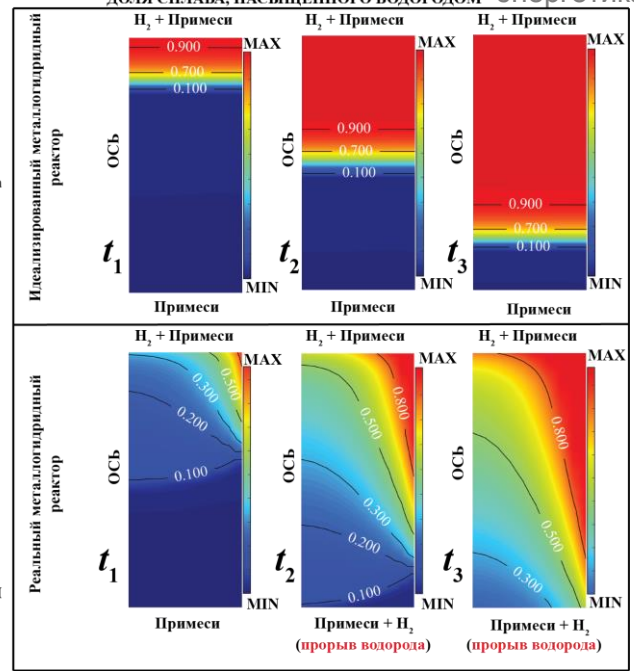 ДОЛЯ СПЛАВА, НАСЫЩЕННОГО ВОДОРОДОМ
Идеализированный металлогидридный
реактор
H₂ + Примеси
H₂ + Примеси
H₂ + Примеси
MAX
MAX
MAX
ОСЬ
ОСЬ
ОСЬ
0.900
0.700
0.100
0.900
0.700
0.100
0.900
0.700
0.100
t₁
t₂
t₃
MIN
MIN
MIN
Примеси
Примеси
Примеси
Реальный металлогидридный
реактор
H₂ + Примеси
H₂ + Примеси
H₂ + Примеси
MAX
MAX
MAX
ОСЬ
ОСЬ
ОСЬ
0.500
0.300
0.200
0.100
0.800
0.500
0.300
0.200
0.100
0.800
0.500
0.300
t₁
t₂
t₃
MIN
MIN
MIN
Примеси
Примеси + H₂
(прорыв водорода)
Примеси + H₂
(прорыв водорода)